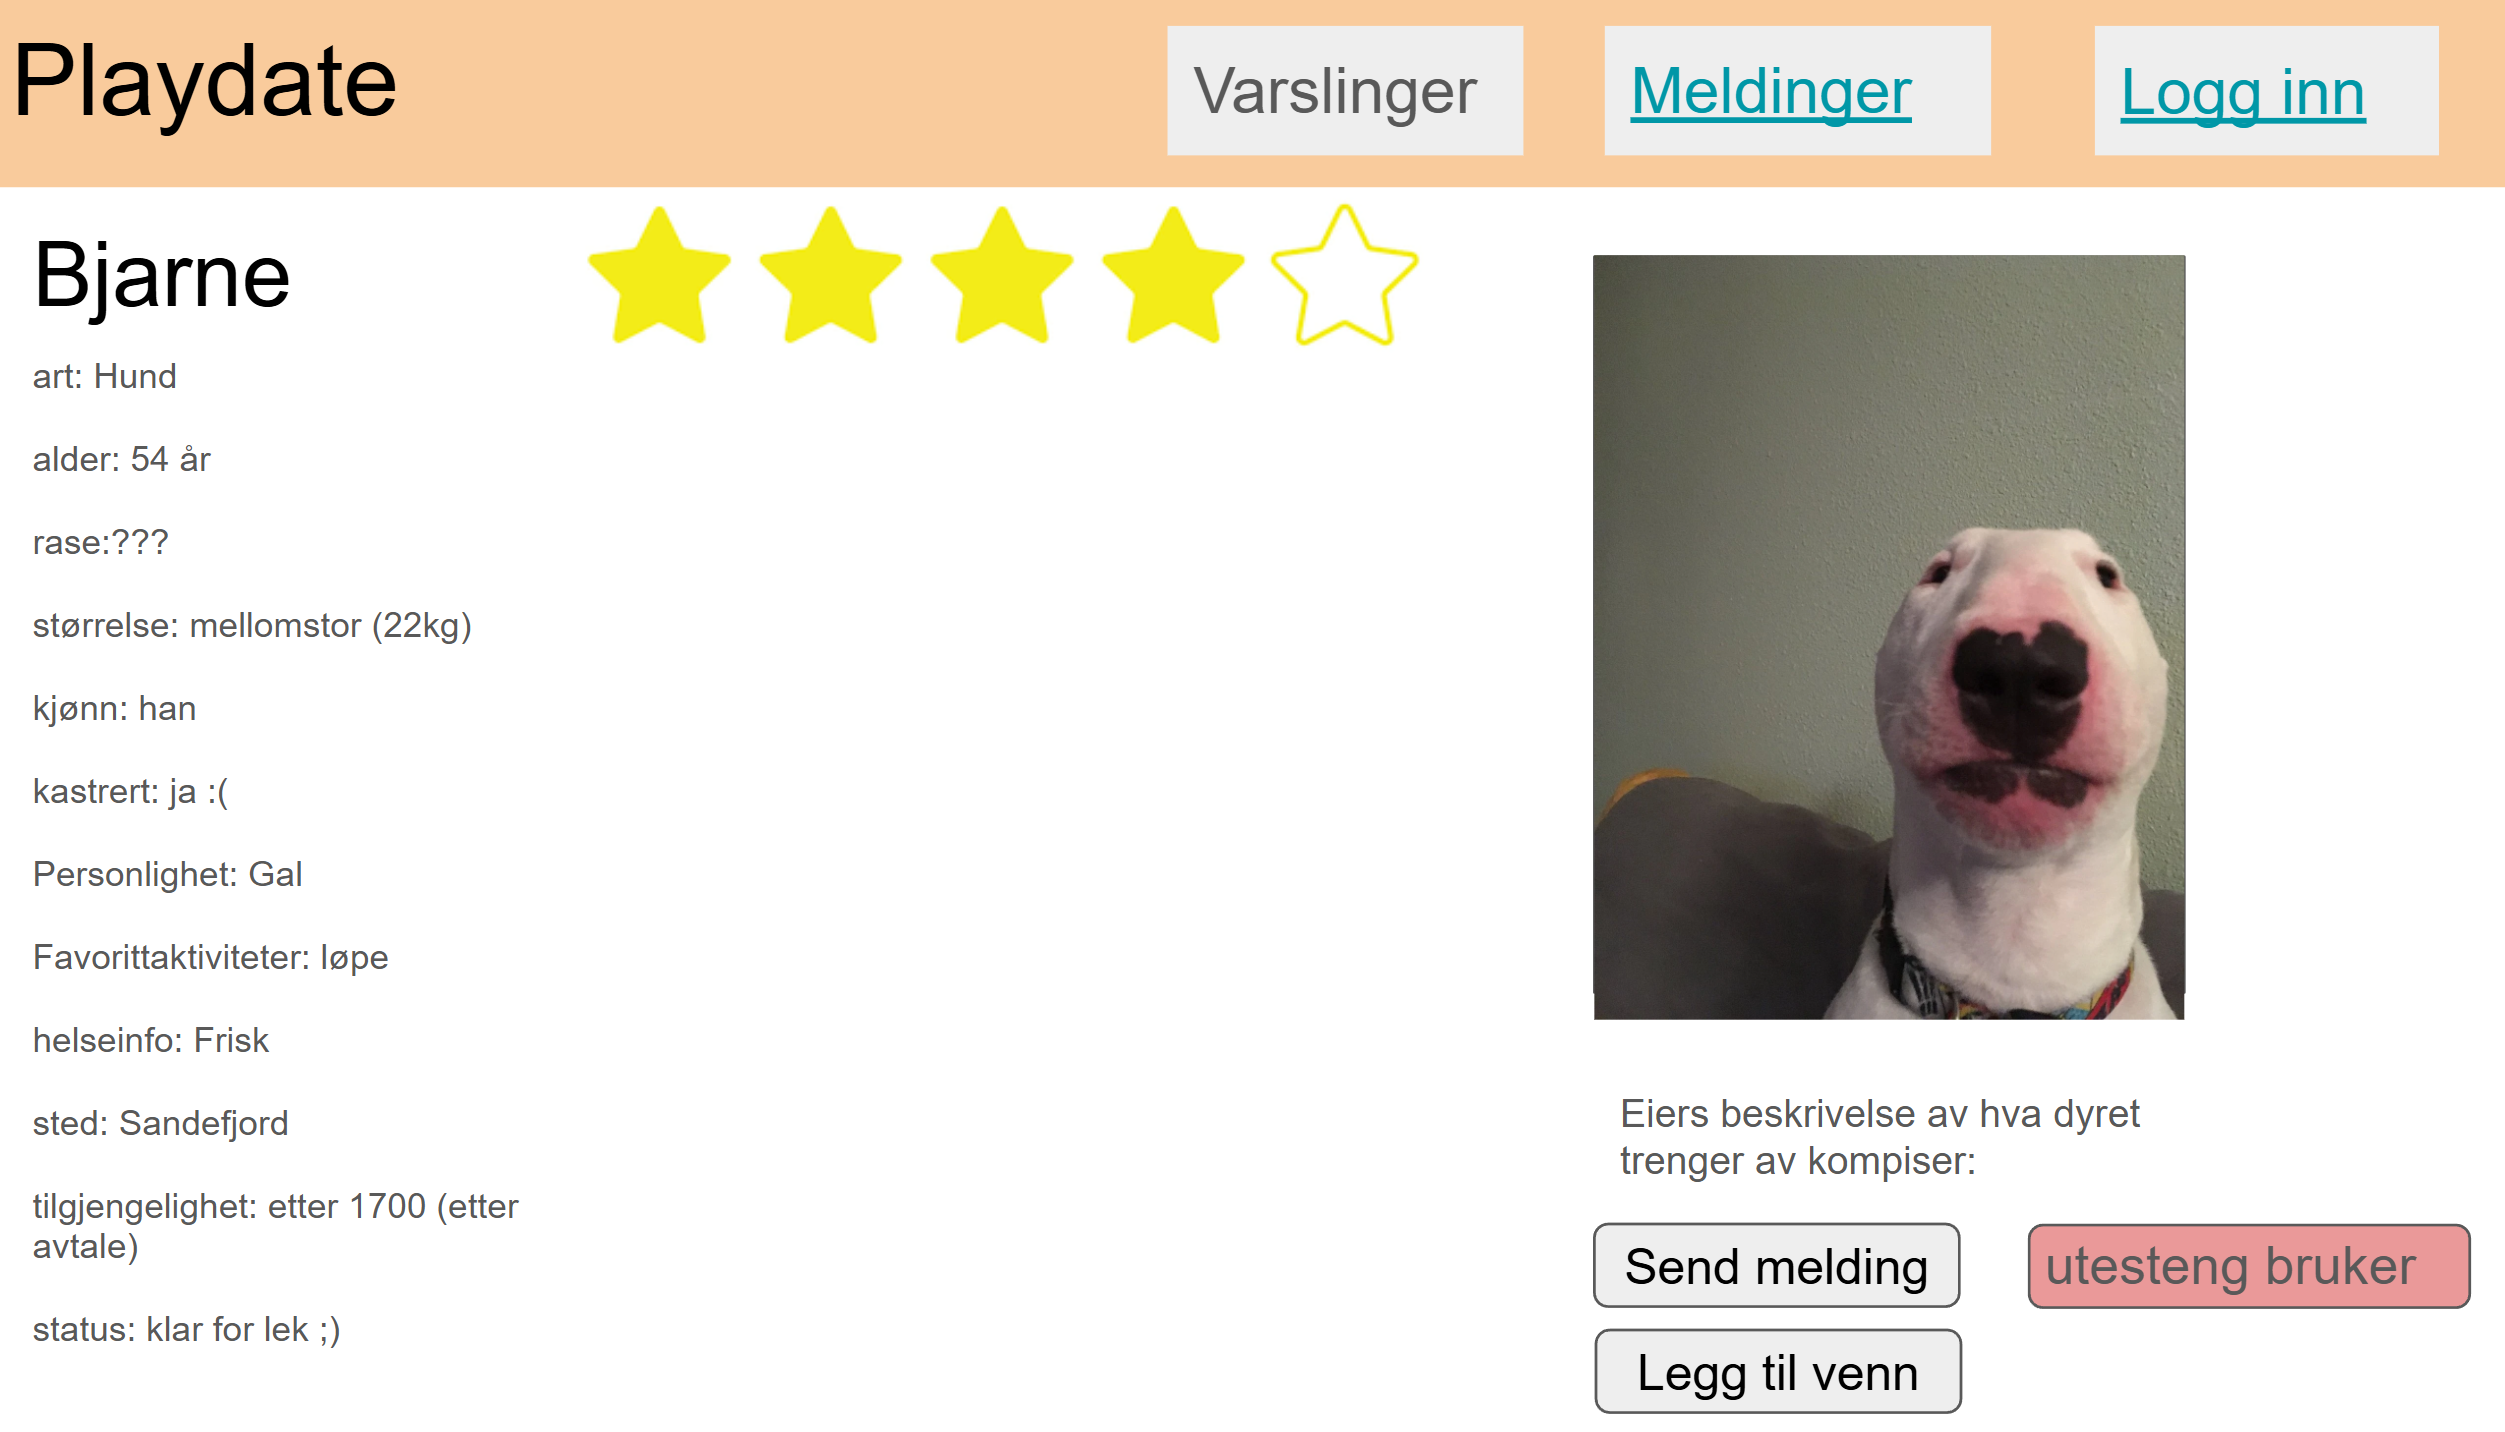 Playdate
Varslinger
Meldinger
Logg inn
Bjarne
art: Hund
alder: 54 år
rase:???
størrelse: mellomstor (22kg)
kjønn: han
kastrert: ja :(
Personlighet: Gal
Favorittaktiviteter: løpe
helseinfo: Frisk
sted: Sandefjord
tilgjengelighet: etter 1700 (etter
avtale)
status: klar for lek ;)
Eiers beskrivelse av hva dyret
trenger av kompiser:
Send melding
utesteng bruker
Legg til venn